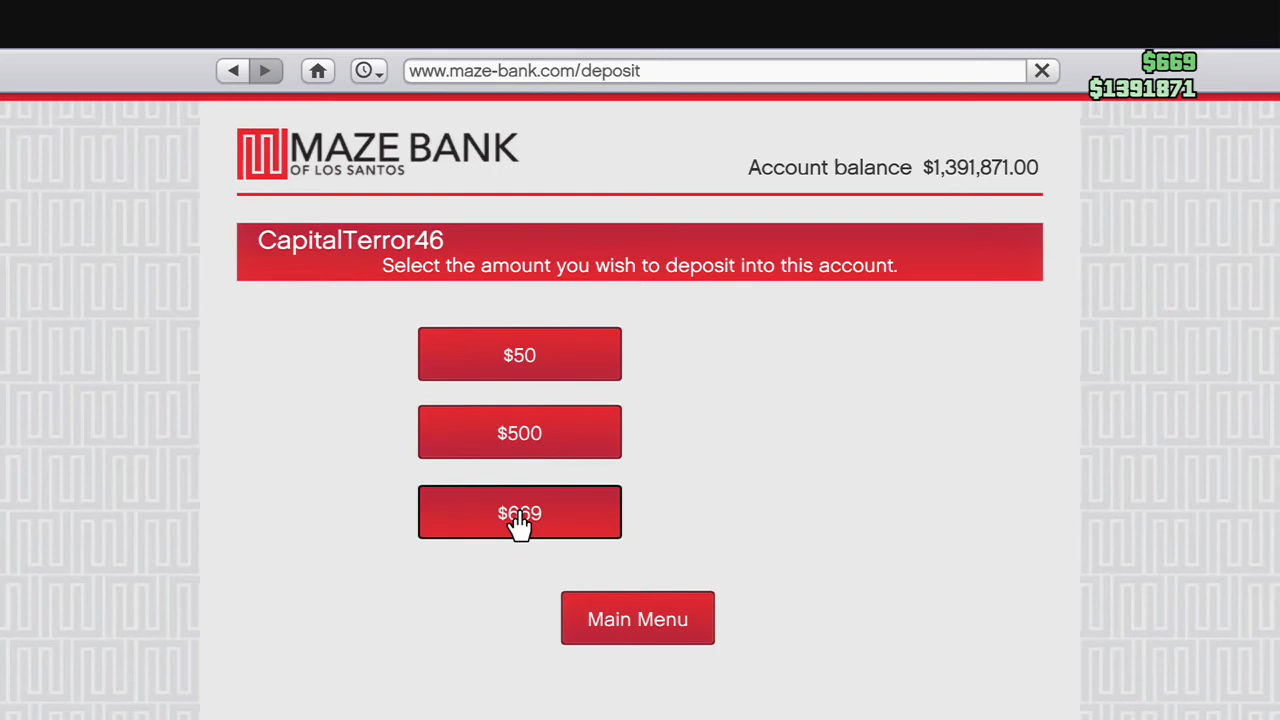 www.maze-bank.com/deposit
$669
$1391871
MAZE BANK
OF LOS SANTOS
Account balance $1,391,871.00
CapitalTerror46
Select the amount you wish to deposit into this account.
$50
$500
$669
Main Menu